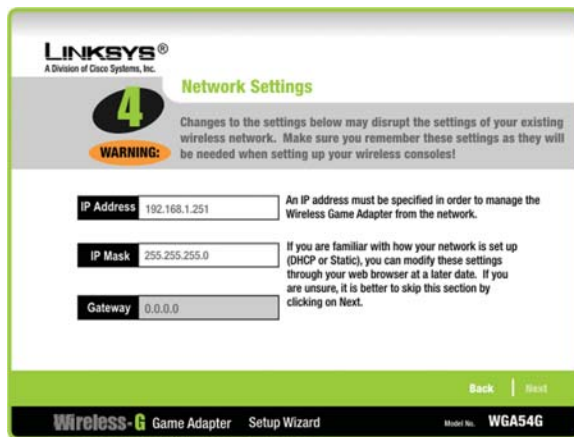 LINKSYS®
A Division of Cisco Systems, Inc.
4
Network Settings
WARNING:
Changes to the settings below may disrupt the settings of your existing
wireless network. Make sure you remember these settings as they will
be needed when setting up your wireless consoles!
IP Address 192.168.1.251
An IP address must be specified in order to manage the
Wireless Game Adapter from the network.
IP Mask 255.255.255.0
If you are familiar with how your network is set up
(DHCP or Static), you can modify these settings
through your web browser at a later date. If you
are unsure, it is better to skip this section by
clicking on Next.
Gateway 0.0.0.0
Back | Next
Wireless-G Game Adapter Setup Wizard Model No. WGA54G